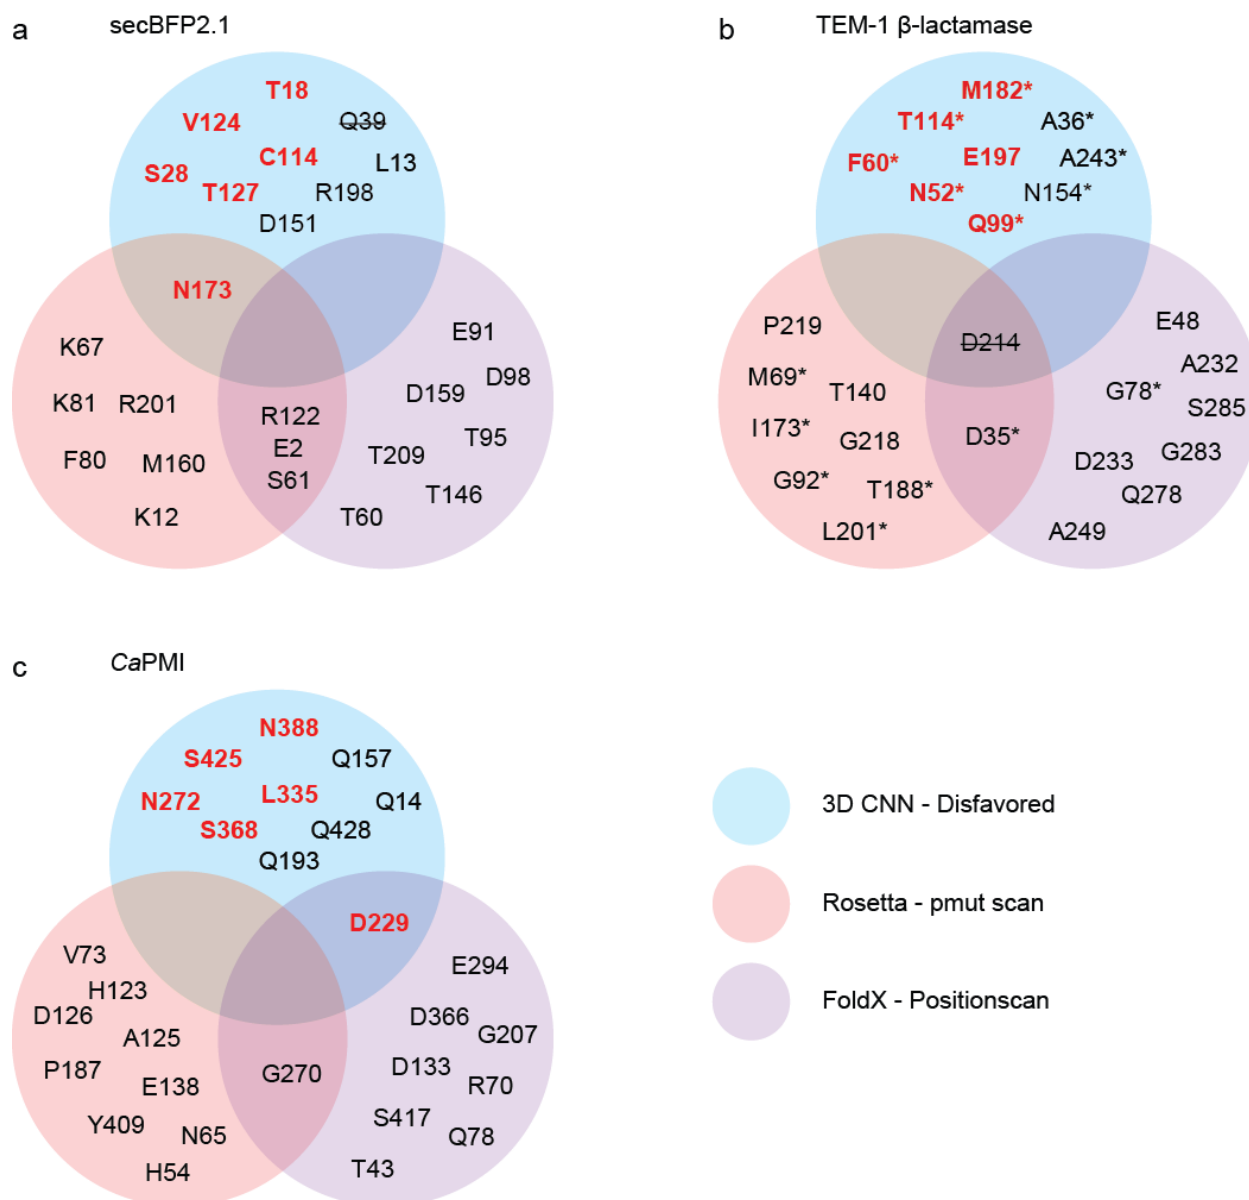 a secBFP2.1
T18
V124 Q39
C114 L13
S28
T127 R198
D151
N173
K67
K81 R201
F80 M160
K12
R122
E2
S61
E91
D98
D159
T95
T209
T146
T60
b TEM-1 β-lactamase
M182*
T114* A36*
F60* E197 A243*
N52* N154*
Q99*
D214
P219
M69* T140
I173* G218
G92* T188*
L201*
D35*
E48
A232
G78* S285
D233 G283
Q278
A249
c CaPMI
N388
S425 Q157
N272 L335 Q14
S368 Q428
Q193
D229
V73
H123
D126
A125
P187 E138
Y409 N65
H54
G270
E294
D366 G207
D133 R70
S417 Q78
T43
3D CNN - Disfavored
Rosetta - pmut scan
FoldX - Positionscan